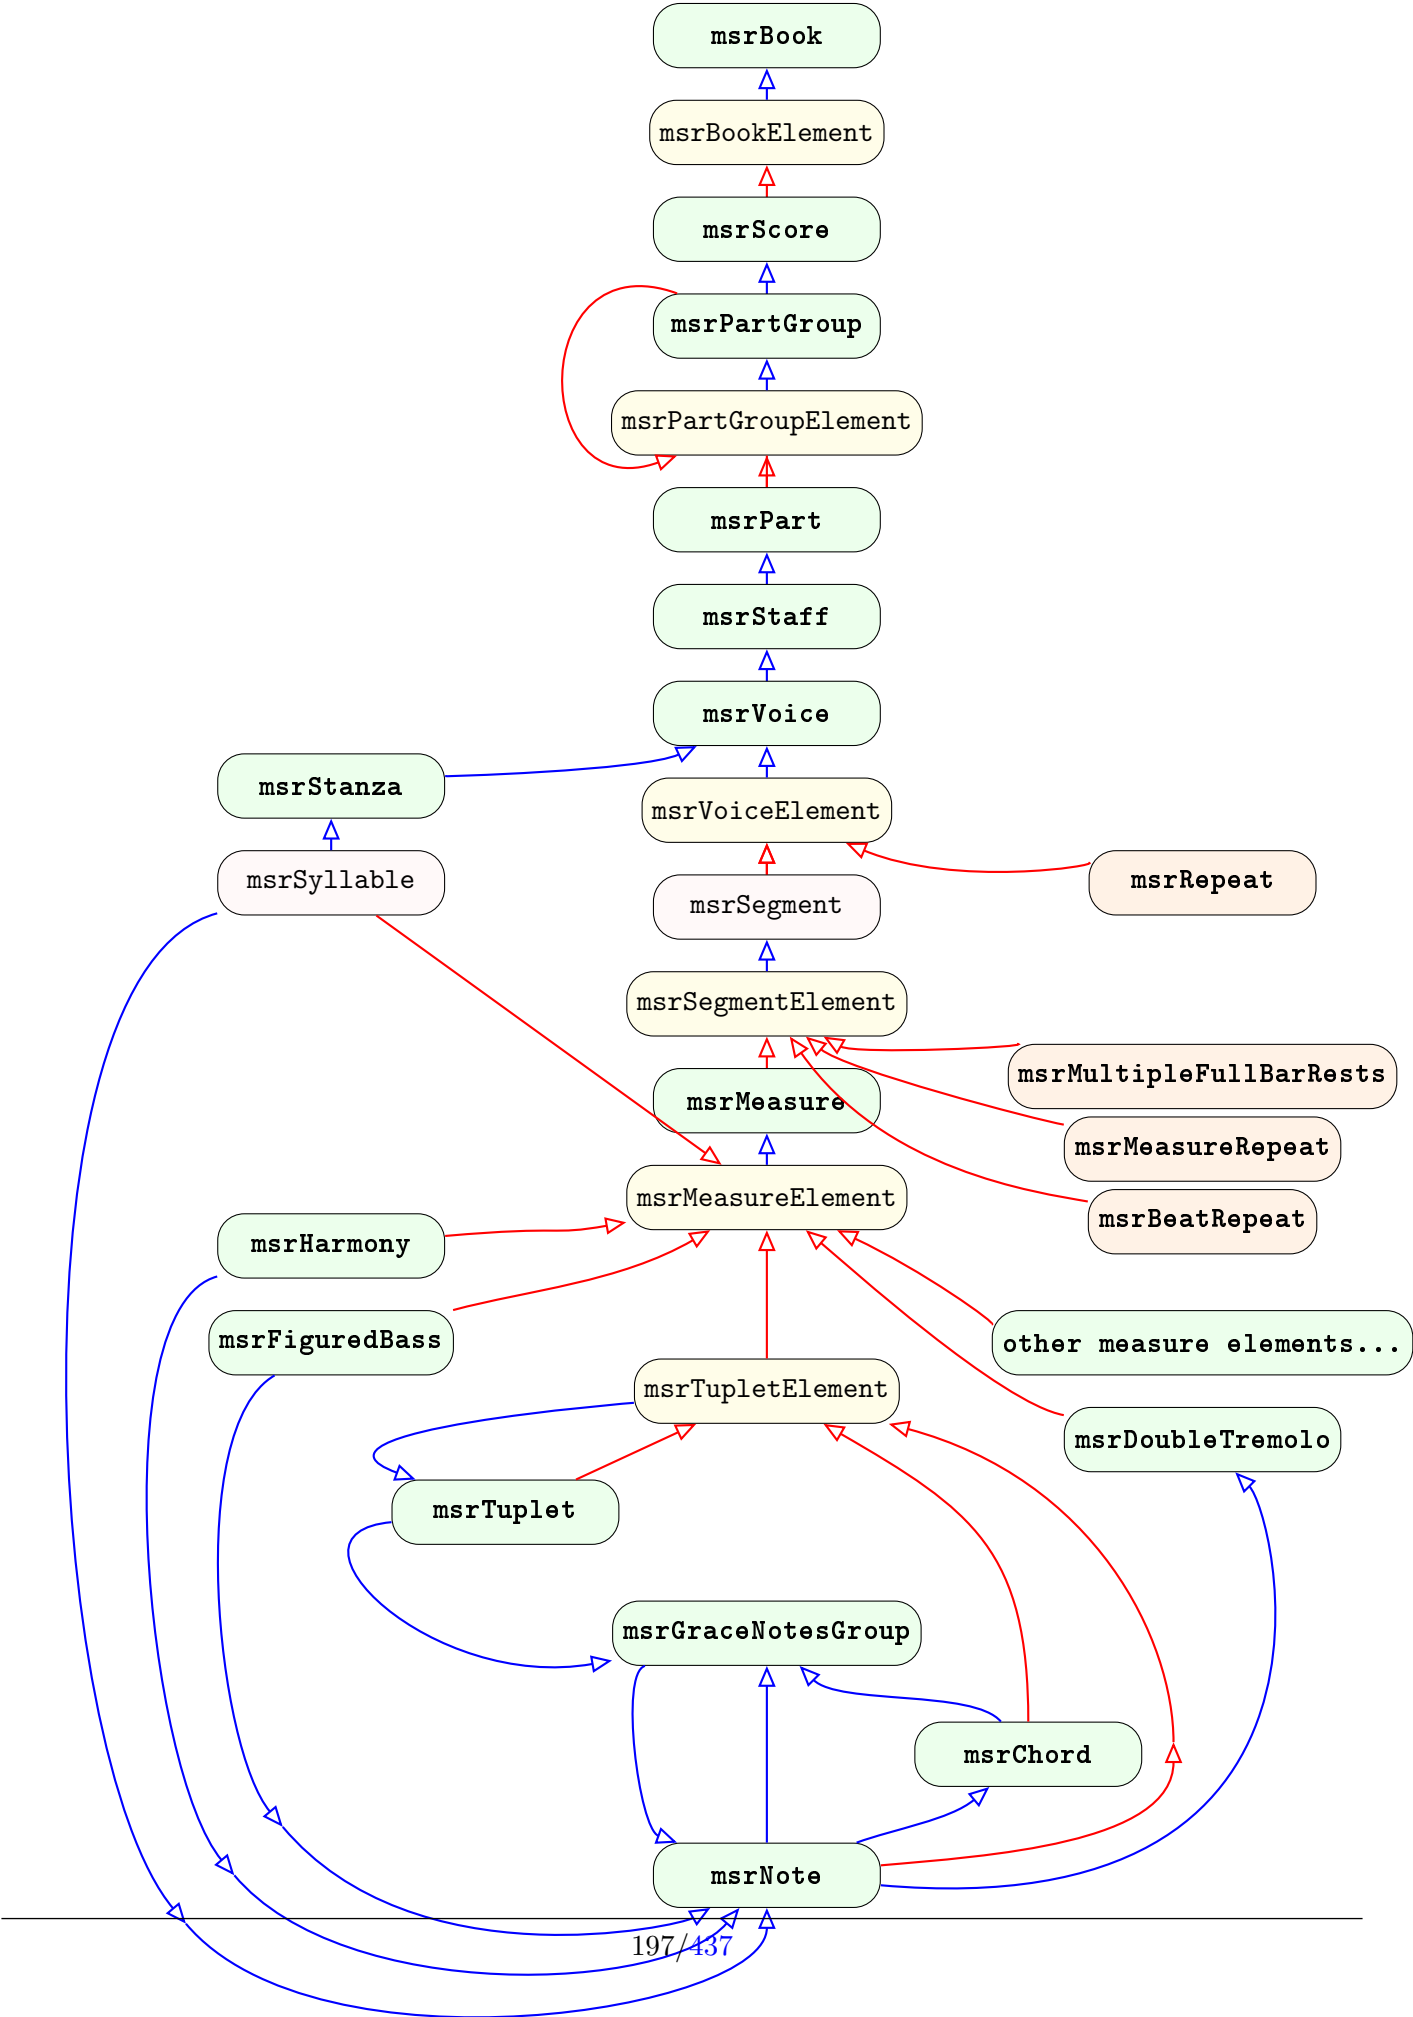 msrBook
msrBookElement
msrScore
msrPartGroup
msrPartGroupElement
msrPart
msrStaff
msrVoice
msrStanza
msrVoiceElement
msrSyllable
msrRepeat
msrSegment
msrSegmentElement
msrMultipleFullBarRests
msrMeasure
msrMeasureRepeat
msrMeasureElement
msrBeatRepeat
msrHarmony
msrFiguredBass
other measure elements...
msrTupletElement
msrDoubleTremolo
msrTuplet
msrGraceNotesGroup
msrChord
msrNote
197/437